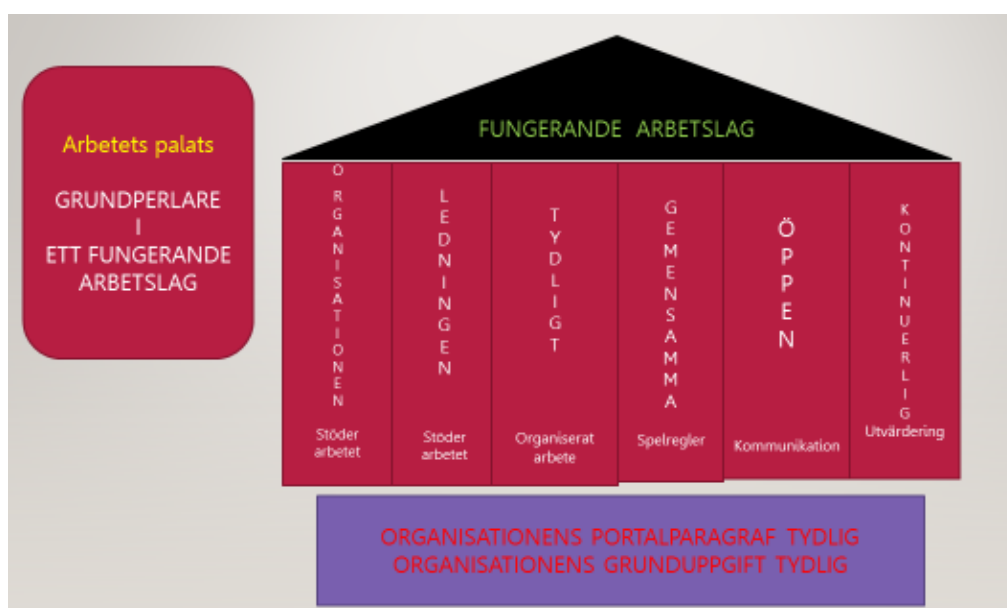 Arbetets palats
GRUNDPERLARE
I
ETT FUNGERANDE
ARBETSLAG
FUNGERANDE ARBETSLAG
ORGANISATIONEN
Stöder
arbetet
LEDNINGEN
Stöder
arbetet
TYDLIGT
Organiserat
arbete
GEMENSAMMA
Spelregler
ÖPPEN
Kommunikation
KONTINUERLIG
Utvärdering
ORGANISATIONENS PORTALPARAGRAF TYDLIG
ORGANISATIONENS GRUNDUPPGIFT TYDLIG